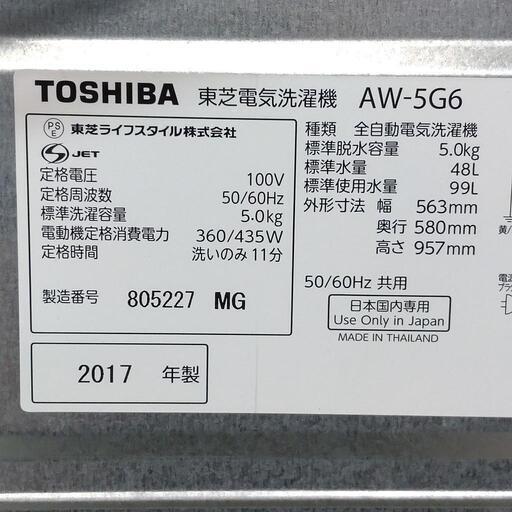 TOSHIBA 東芝電気洗濯機 AW-5G6
PSE 東芝ライフスタイル株式会社
S JET
定格電圧 100V
定格周波数 50/60Hz
標準洗濯容量 5.0kg
電動機定格消費電力 360/435W
定格時間 洗いのみ 11分
製造番号 805227 MG
2017 年製
種類 全自動電気洗濯機
標準脱水容量 5.0kg
標準水量 48L
標準使用水量 99L
外形寸法 幅 563mm
奥行 580mm
高さ 957mm
50/60Hz 共用
日本国内専用
Use Only in Japan
MADE IN THAILAND
黄/
電源
プラ